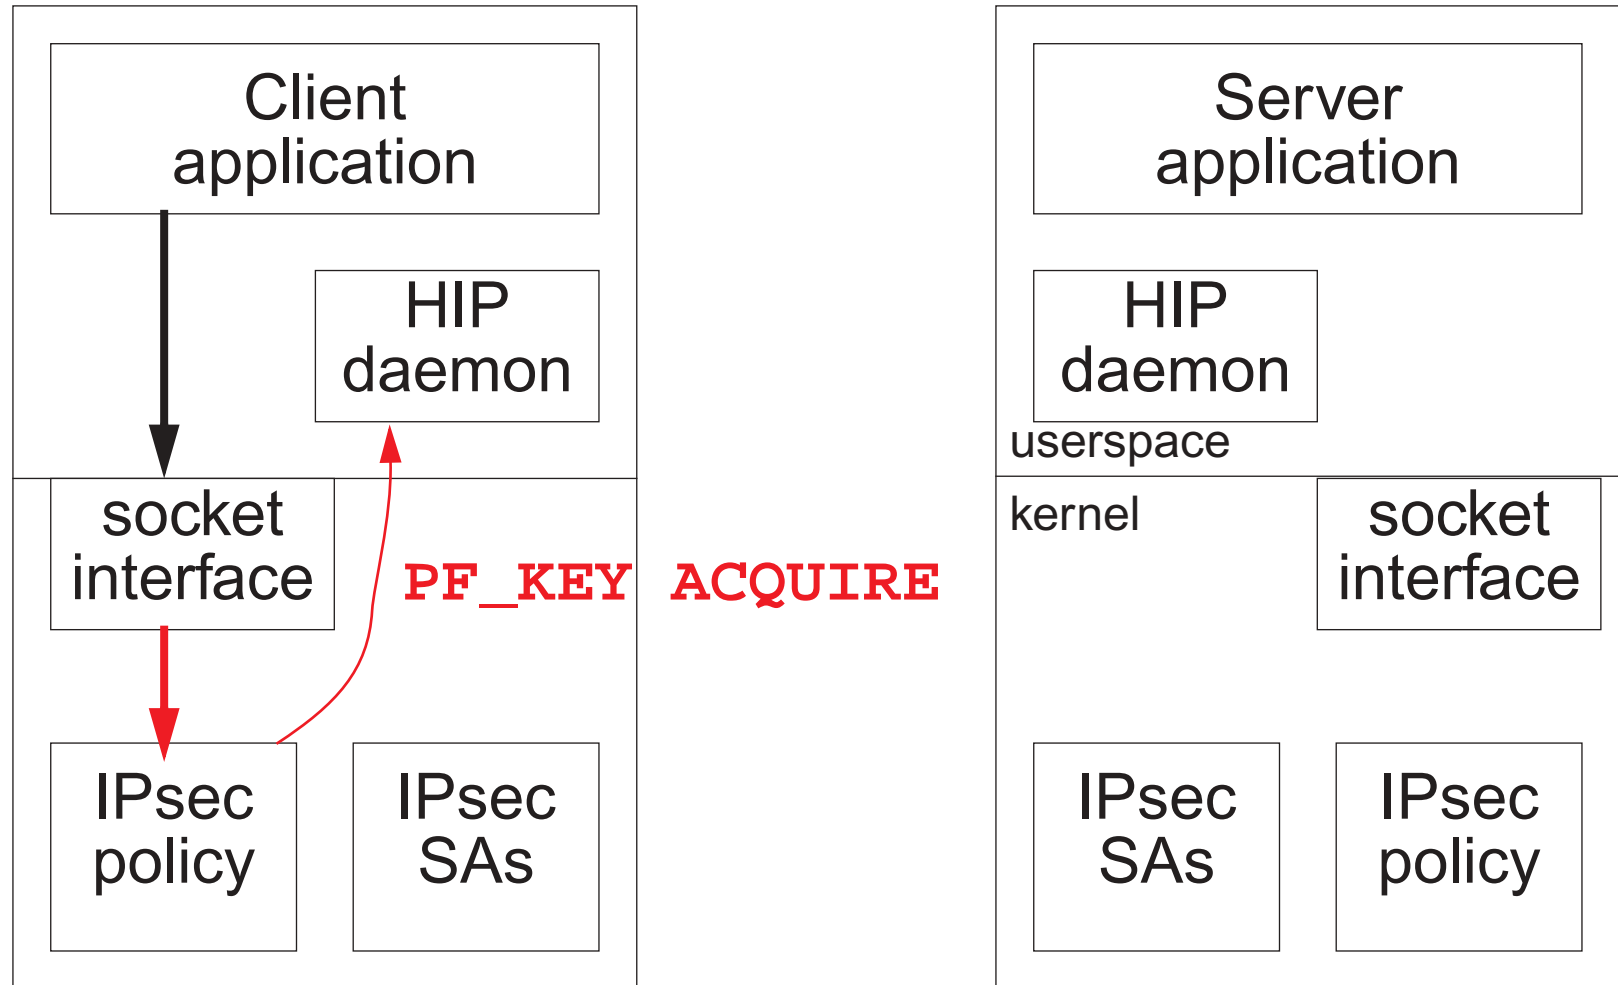 Client
application
HIP
daemon
socket
interface
PF_KEY ACQUIRE
IPsec
policy
IPsec
SAs
Server
application
HIP
daemon
userspace
kernel
socket
interface
IPsec
SAs
IPsec
policy